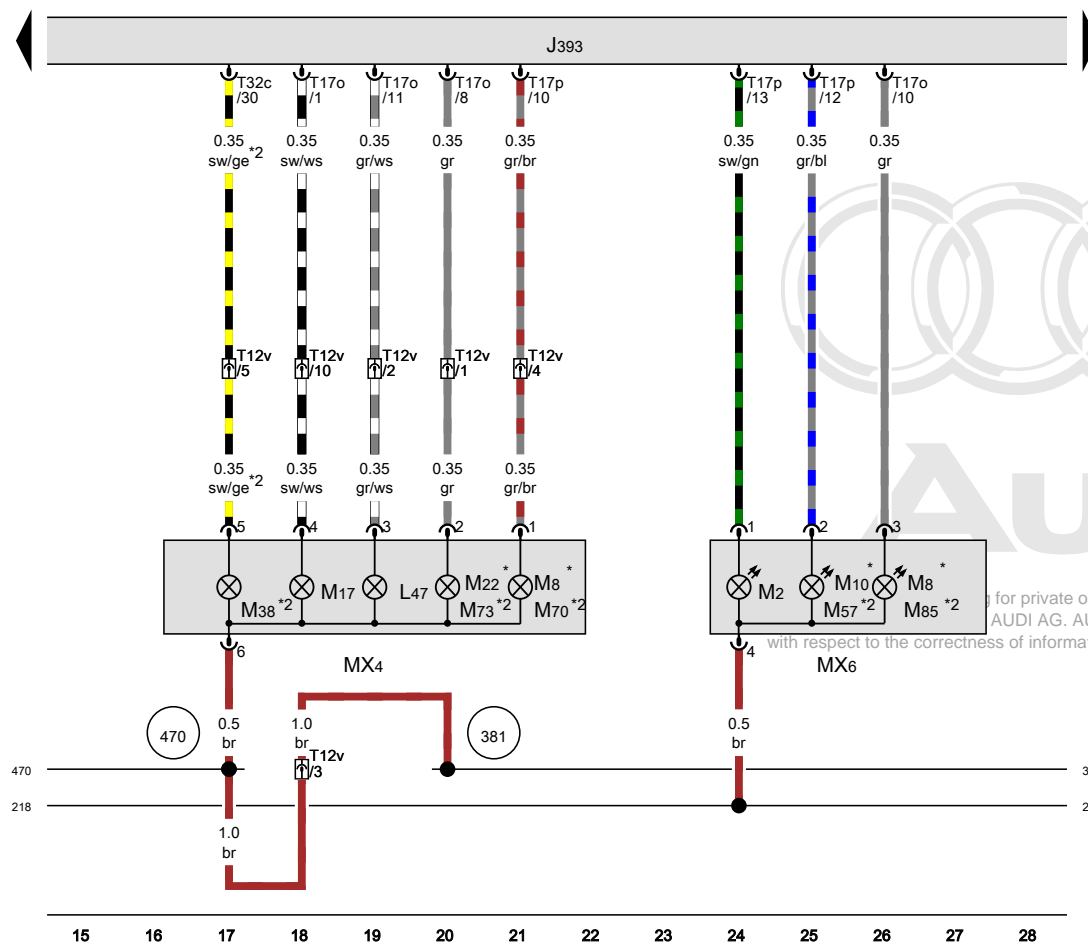 J393
T32c T17o T17o T17o T17p T17p T17p T17o
/30 /1 /11 /8 /10 /13 /12 /10
0.35 0.35 0.35 0.35 0.35 0.35 0.35 0.35
sw/ge*2 sw/ws gr/ws gr gr/br sw/gn gr/bl gr
T12v T12v T12v T12v T12v
/5 /10 /2 /1 /4
0.35 0.35 0.35 0.35 0.35
sw/ge*2 sw/ws gr/ws gr gr/br
5 4 3 2 1 1 2 3
M38*2 M17 L47 M22* M8* M2 M10* M8*
M73*2 M70*2 M57*2 M85*2
Au
for private o
AUDI AG. AU
with respect to the correctness of informa
6 4
MX4 MX6
470 0.5 1.0 381 0.5
br br br
T12v
/3
470 3
218 2
1.0
br
15 16 17 18 19 20 21 22 23 24 25 26 27 28